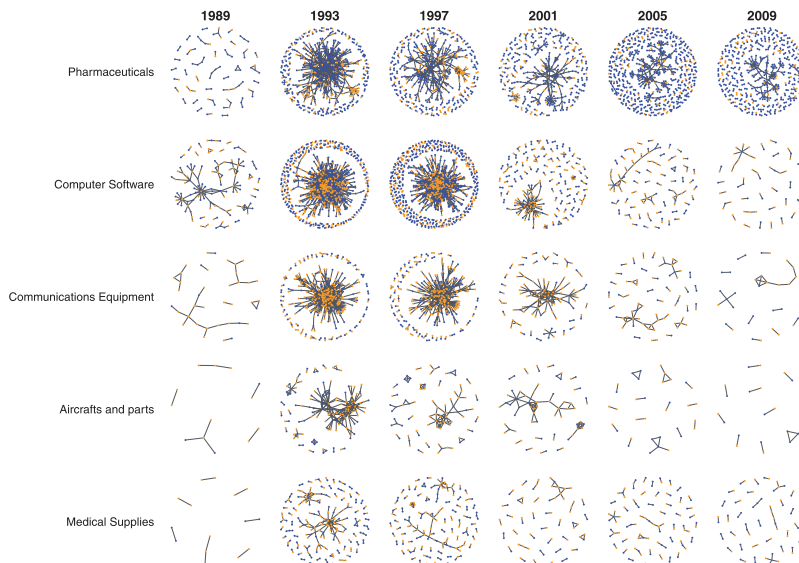 1989 1993 1997 2001 2005 2009
Pharmaceuticals
Computer Software
Communications Equipment
Aircrafts and parts
Medical Supplies